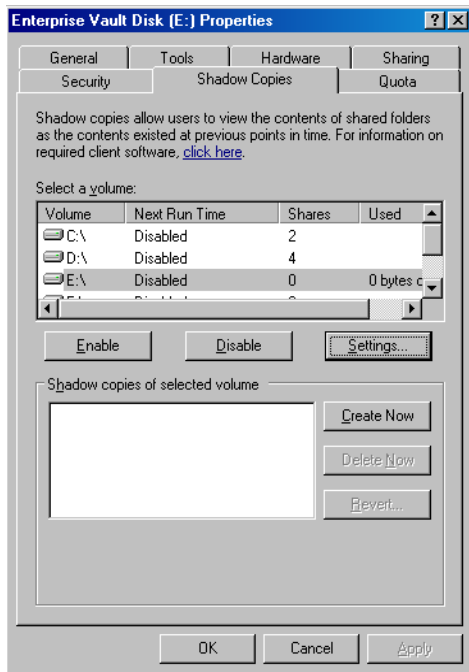 Enterprise Vault Disk (E:) Properties
General Tools Hardware Sharing
Security Shadow Copies Quota
Shadow copies allow users to view the contents of shared folders
as the contents existed at previous points in time. For information on
required client software, click here.
Select a volume:
Volume Next Run Time Shares Used
C:\ Disabled 2
D:\ Disabled 4
E:\ Disabled 0 0 bytes
Enable Disable Settings...
Shadow copies of selected volume
Create Now
Delete Now
Revert...
OK Cancel Apply